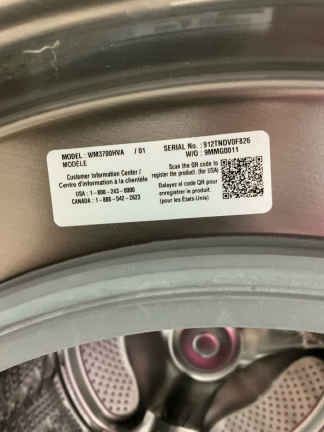 MODEL : WM3700HVA / 01
MODÈLE
SERIAL No. : 912TNDV0F826
W/O : 9MMG0011
Customer Information Center /
Centre d'information à la clientèle
USA : 1 - 800 - 243 - 0000
CANADA : 1 - 888 - 542 - 2623
Scan the QR code to
register the product. (for USA)
Balayez el code QR pour
enregistrer le produit.
(pour les États-Unis)